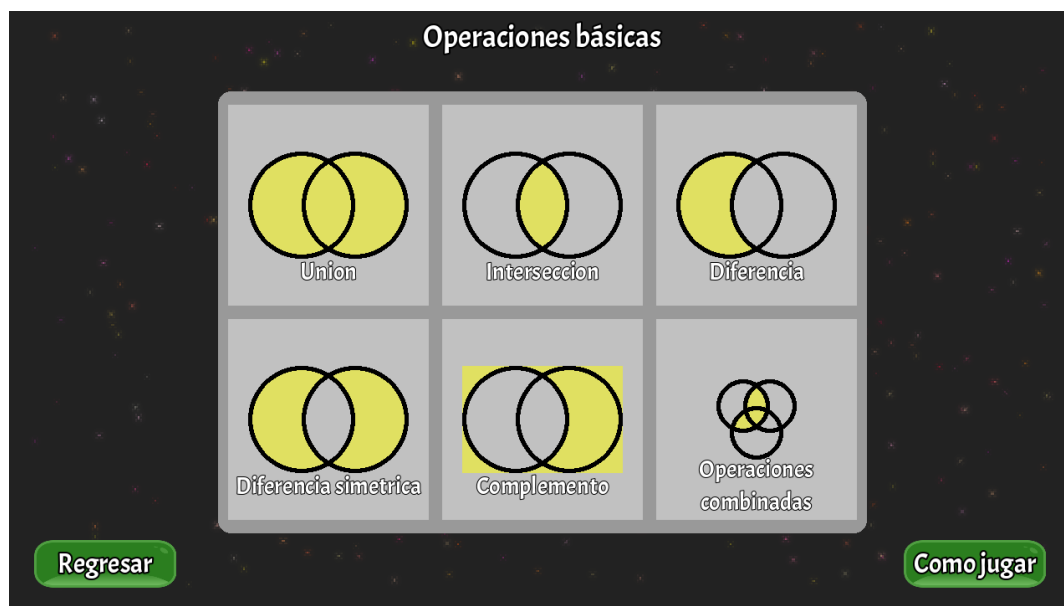 Operaciones básicas
Union
Interseccion
Diferencia
Diferencia simetrica
Complemento
Operaciones
combinadas
Regresar
Como jugar